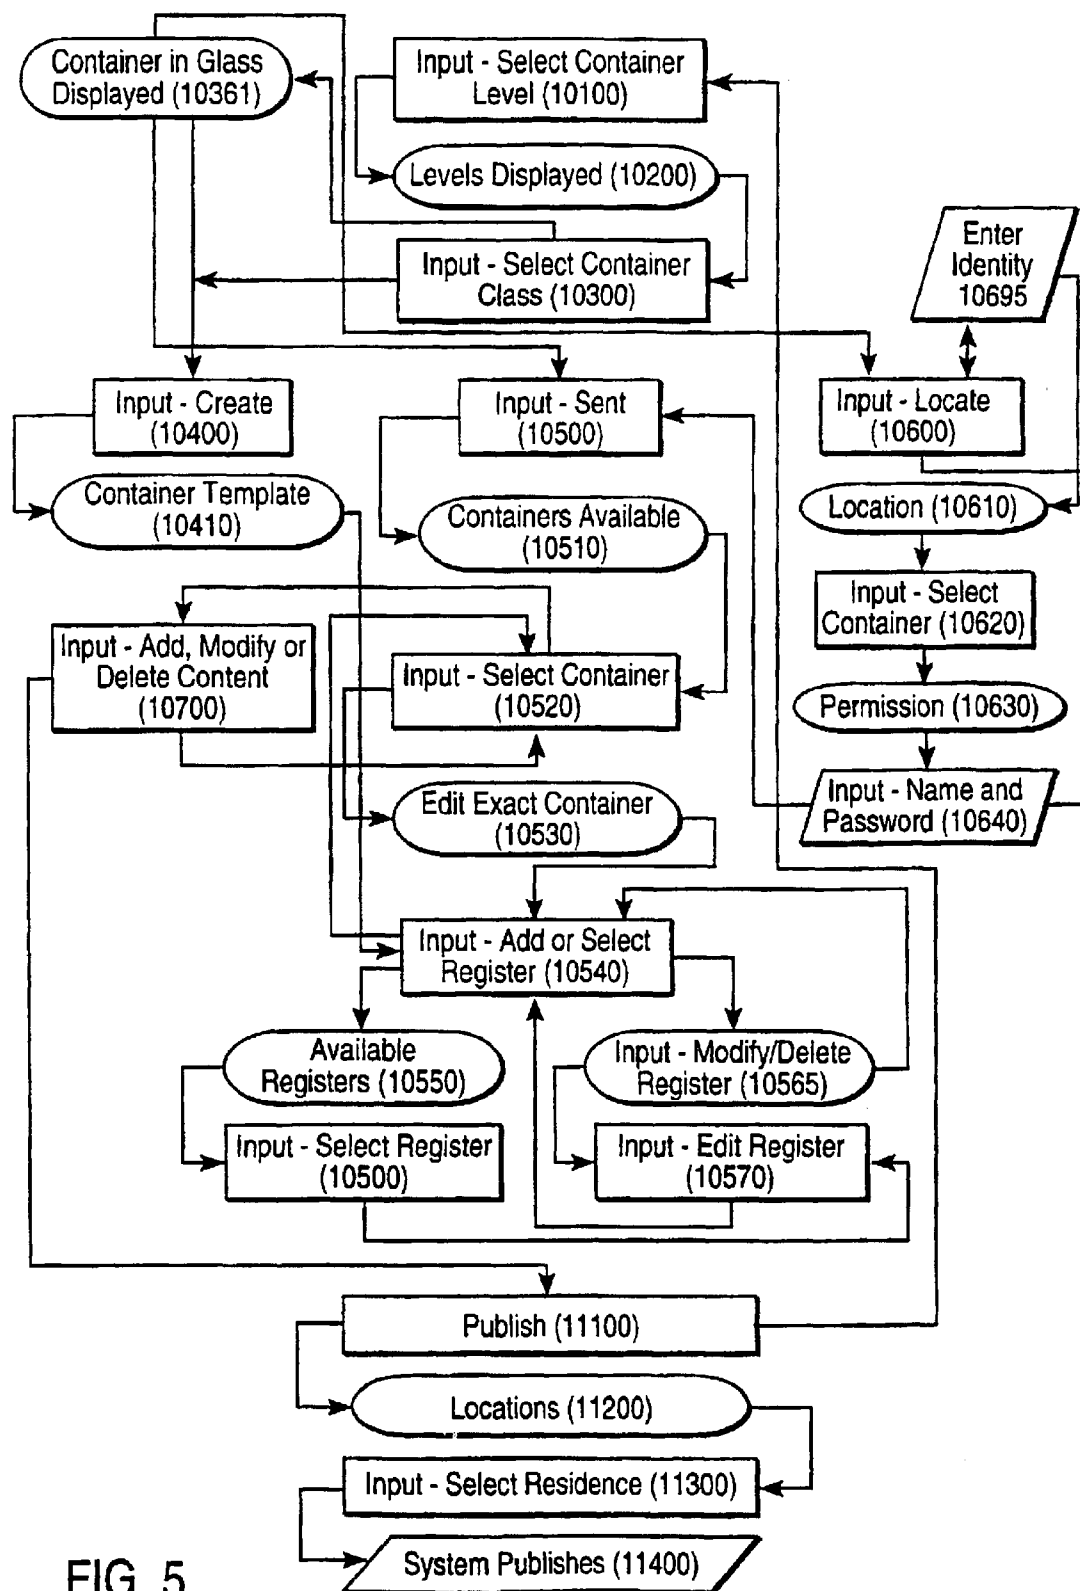 Container in Glass
Displayed (10361)
Input - Select Container
Level (10100)
Levels Displayed (10200)
Input - Select Container
Class (10300)
Enter
Identity
10695
Input - Create
(10400)
Input - Sent
(10500)
Input - Locate
(10600)
Container Template
(10410)
Containers Available
(10510)
Location (10610)
Input - Select
Container (10620)
Input - Add, Modify or
Delete Content
(10700)
Input - Select Container
(10520)
Permission (10630)
Edit Exact Container
(10530)
Input - Name and
Password (10640)
Input - Add or Select
Register (10540)
Available
Registers (10550)
Input - Modify/Delete
Register (10565)
Input - Select Register
(10500)
Input - Edit Register
(10570)
Publish (11100)
Locations (11200)
Input - Select Residence (11300)
System Publishes (11400)
FIG. 5